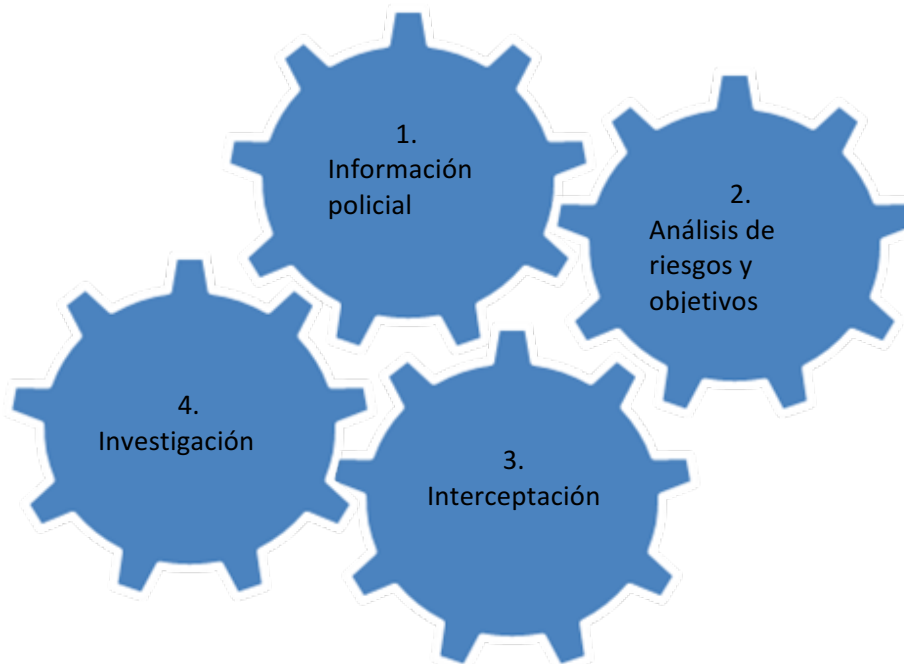 1.
Información
policial
2.
Análisis de
riesgos y
objetivos
3.
Interceptación
4.
Investigación